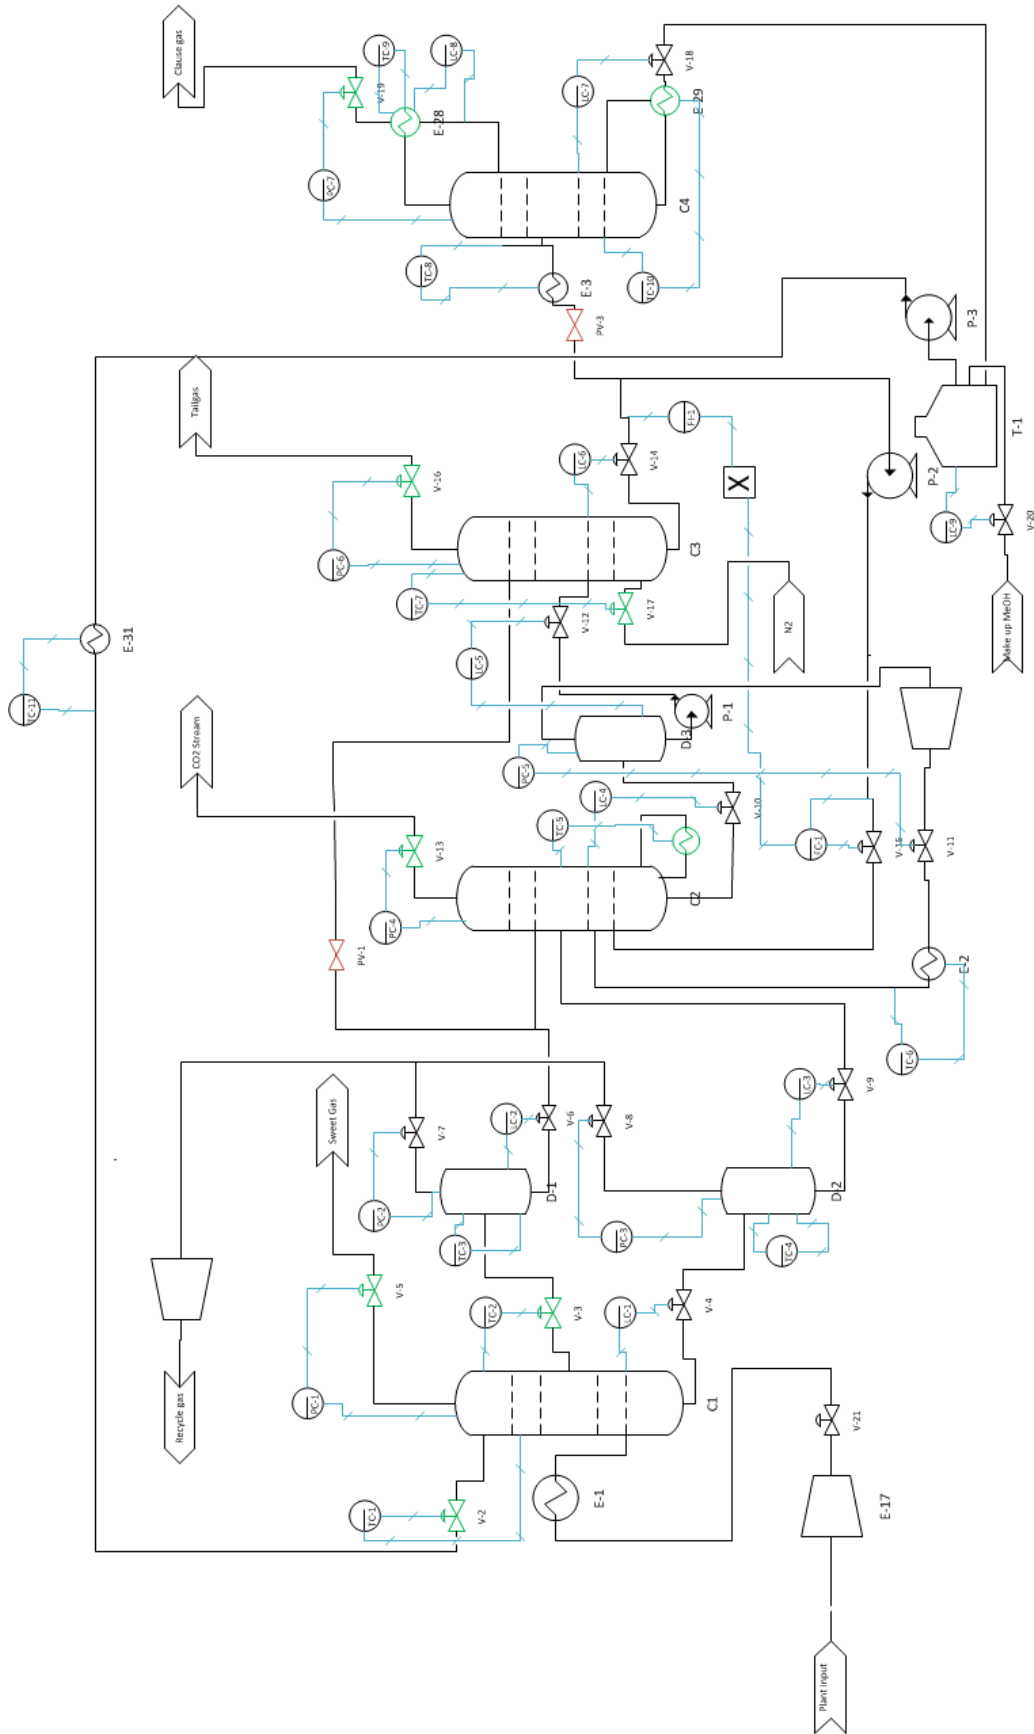 TC-11
E-31
Recycle gas
CO2 Stream
Tailgas
Clause gas
PC-1
Sweet Gas
PC-6
PC-7
TC-1
V-5
PC-2
PC-4
PV-1
V-19
TC-9
V-7
V-13
TC-7
V-16
TC-8
E-28
LC-8
V-2
TC-2
TC-3
LC-2
LC-5
D-1
PC-5
TC-5
V-3
V-6
V-12
LC-6
E-3
LC-7
E-1
LC-1
PC-3
V-8
LC-4
V-17
V-14
PV-3
TC-10
V-4
D-3
C2
C3
C4
FI-1
V-18
E-29
C1
P-1
X
V-10
TC-4
LC-3
N2
D-2
FC-1
Plant Input
V-21
V-9
E-17
V-15
TC-6
P-2
V-11
LC-9
E-2
P-3
Make up MeOH
T-1
V-20